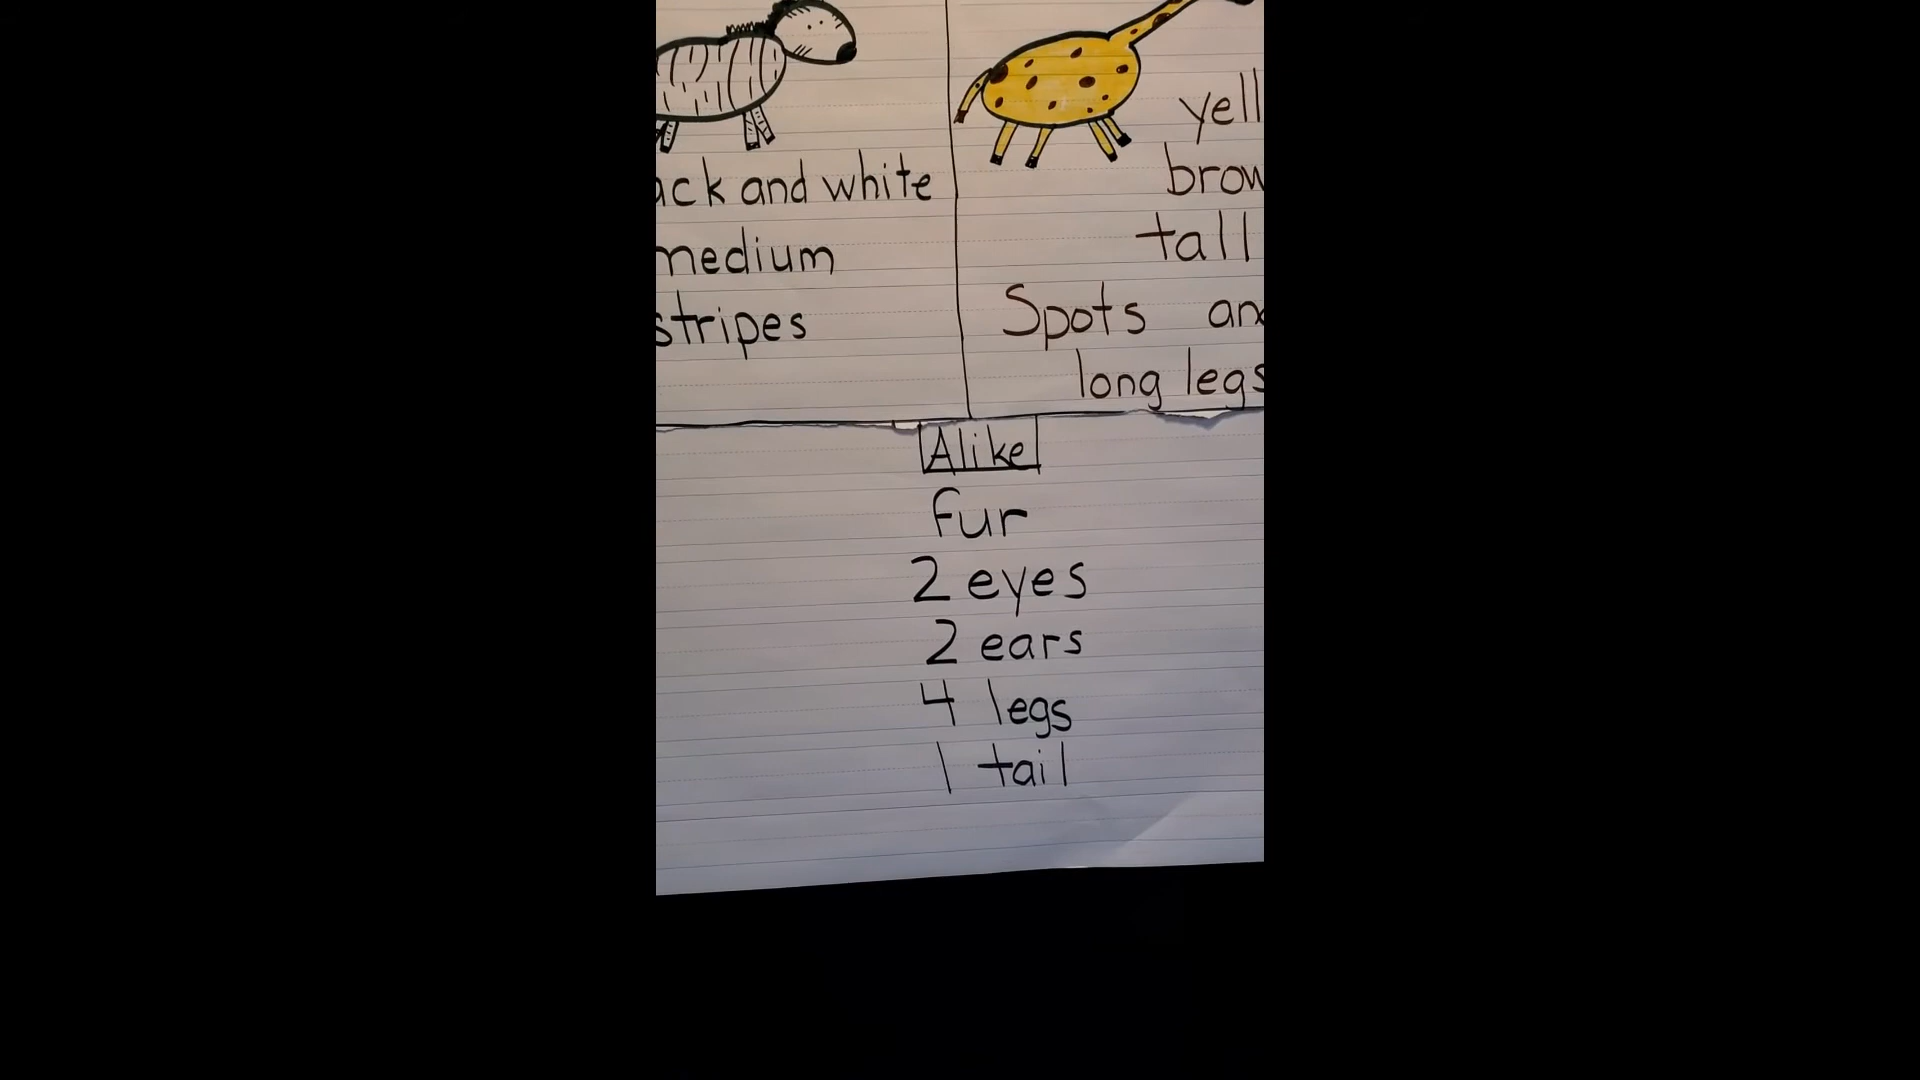 ack and white
medium
stripes
yell
brow
tall
Spots an
long legs
Alike
fur
2 eyes
2 ears
4 legs
1 tail